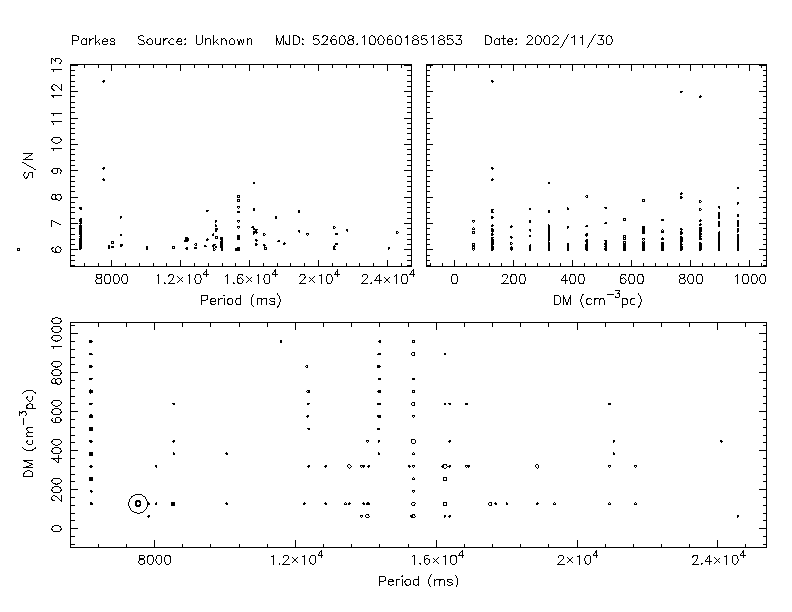 Parkes Source: Unknown MJD: 52608.100601851853 Date: 2002/11/30
S/N
13
12
11
10
9
8
7
6
8000 1.2×10⁴ 1.6×10⁴ 2×10⁴ 2.4×10⁴
Period (ms)
0 200 400 600 800 1000
DM (cm⁻³pc)
DM (cm⁻³pc)
1000
800
600
400
200
0
8000 1.2×10⁴ 1.6×10⁴ 2×10⁴ 2.4×10⁴
Period (ms)